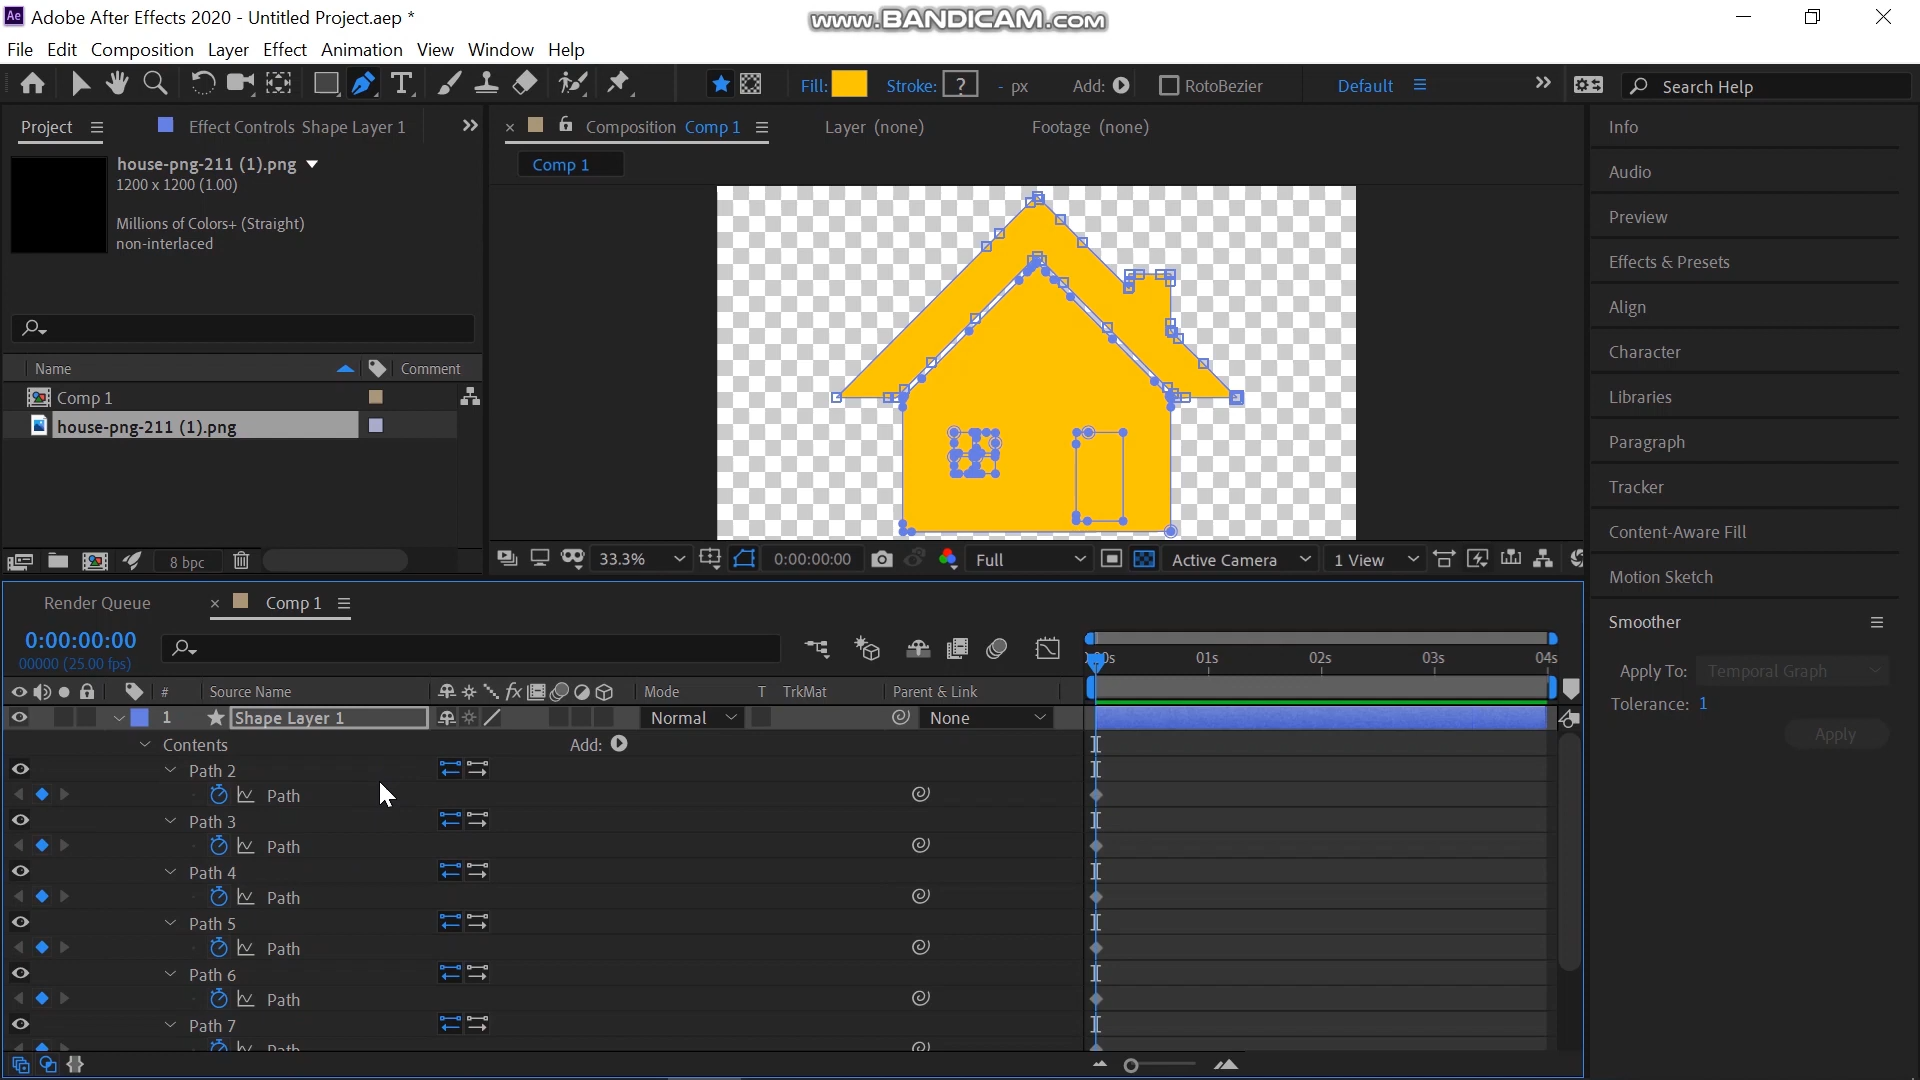 Ae Adobe After Effects 2020 - Untitled Project.aep *
www.BANDICAM.com
File Edit Composition Layer Effect Animation View Window Help
Fill: Stroke: ? - px Add: RotoBezier Default Search Help
Project Effect Controls Shape Layer 1
Composition Comp 1 Layer (none) Footage (none)
Comp 1
house-png-211 (1).png
1200 x 1200 (1.00)
Millions of Colors+ (Straight)
non-interlaced
Name Comment
Comp 1
house-png-211 (1).png
8 bpc
33.3% 0:00:00:00 Full Active Camera 1 View
Info
Audio
Preview
Effects & Presets
Align
Character
Libraries
Paragraph
Tracker
Content-Aware Fill
Motion Sketch
Smoother
Apply To: Temporal Graph
Tolerance: 1
Apply
Render Queue Comp 1
0:00:00:00
00000 (25.00 fps)
01s 02s 03s 04s
# Source Name fx Mode T TrkMat Parent & Link
1 Shape Layer 1 Normal None
Contents Add:
Path 2
Path
Path 3
Path
Path 4
Path
Path 5
Path
Path 6
Path
Path 7
Path